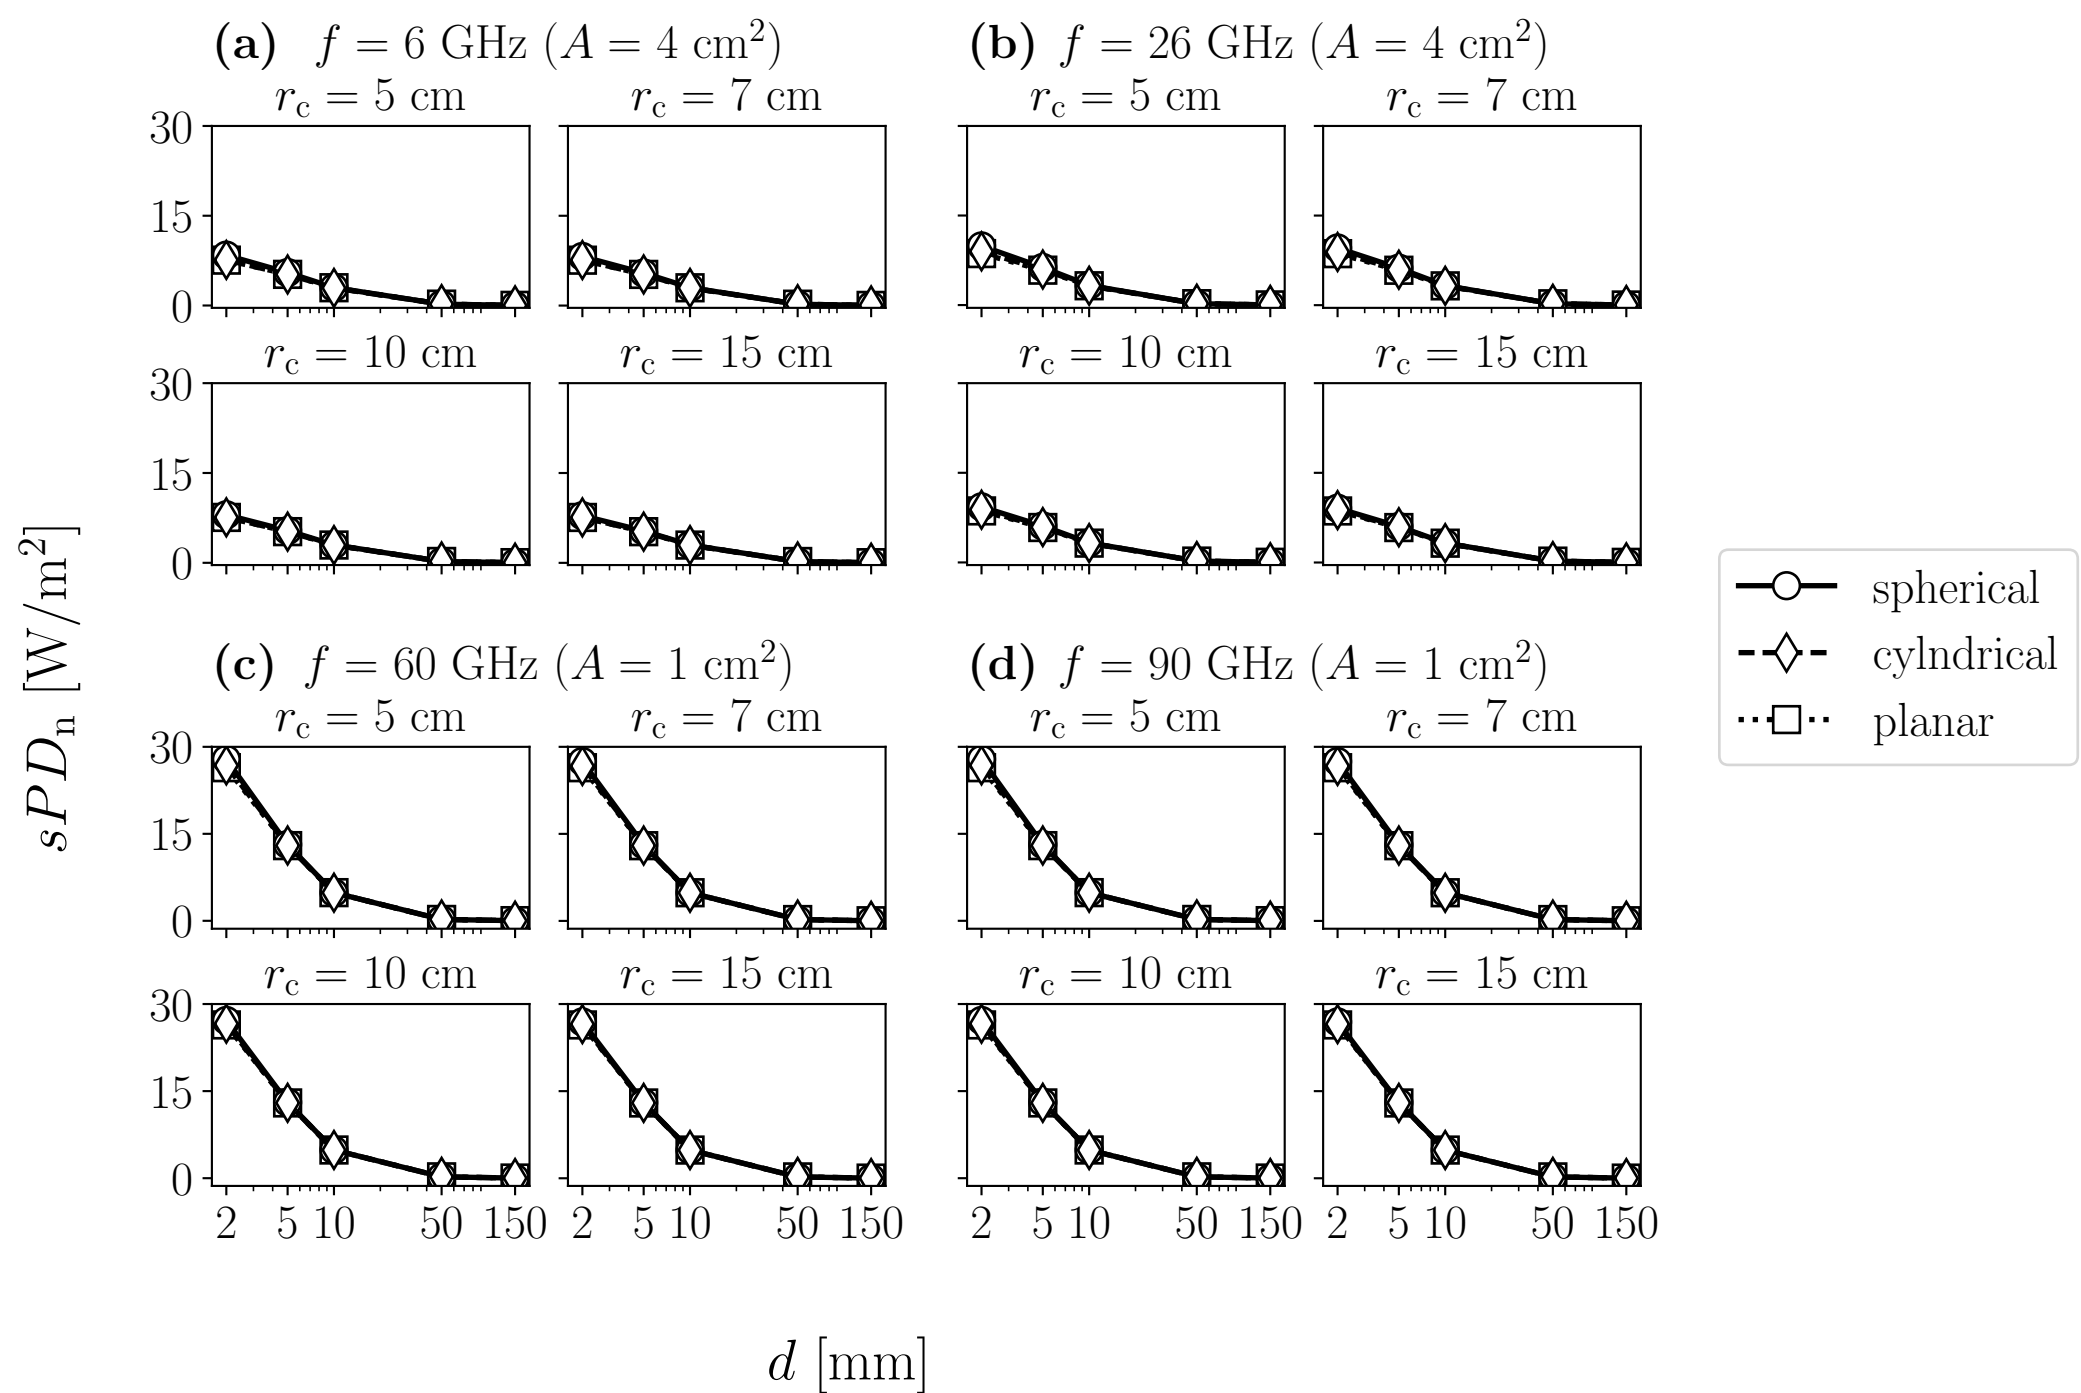 (a) f = 6 GHz (A = 4 cm²)
r_c = 5 cm
r_c = 7 cm
30
15
0
r_c = 10 cm
r_c = 15 cm
30
15
0
(b) f = 26 GHz (A = 4 cm²)
r_c = 5 cm
r_c = 7 cm
r_c = 10 cm
r_c = 15 cm
(c) f = 60 GHz (A = 1 cm²)
r_c = 5 cm
r_c = 7 cm
30
15
0
r_c = 10 cm
r_c = 15 cm
30
15
0
2 5 10 50 150
2 5 10 50 150
(d) f = 90 GHz (A = 1 cm²)
r_c = 5 cm
r_c = 7 cm
r_c = 10 cm
r_c = 15 cm
2 5 10 50 150
2 5 10 50 150
sPD_n [W/m²]
d [mm]
spherical
cylndrical
planar